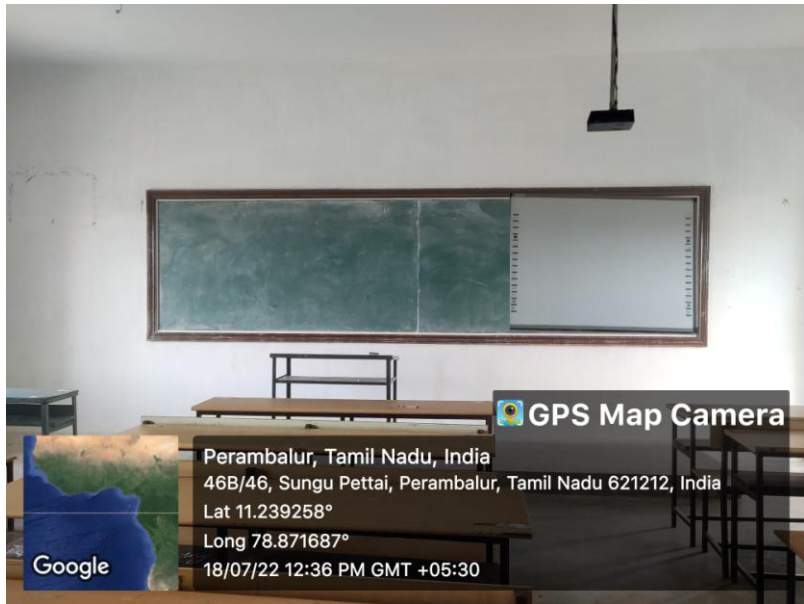 GPS Map Camera
Perambalur, Tamil Nadu, India
46B/46, Sungu Pettai, Perambalur, Tamil Nadu 621212, India
Lat 11.239258°
Long 78.871687°
18/07/22 12:36 PM GMT +05:30
Google